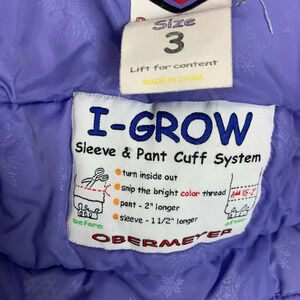 Size
3
Lift for content
MADE IN CHINA
I-GROW
Sleeve & Pant Cuff System
turn inside out
snip the bright color thread
pant - 2" longer
sleeve - 1 1/2" longer
before
after
OBERMEYER